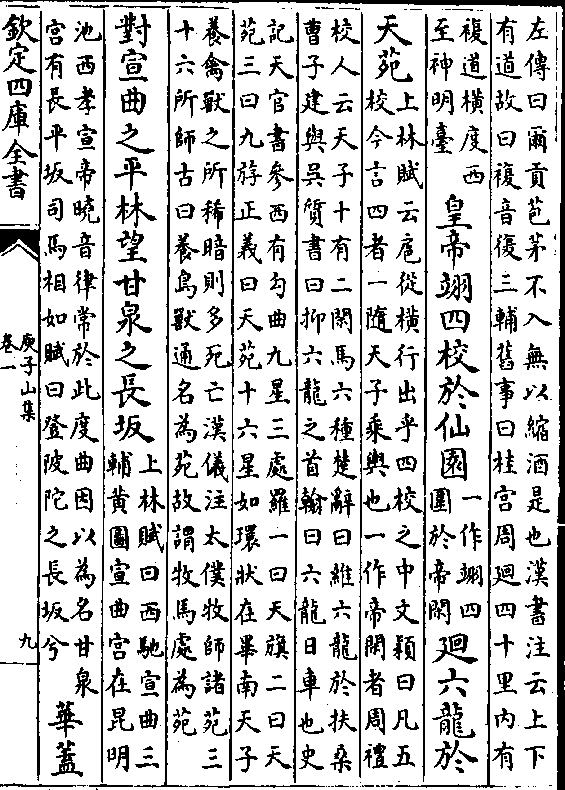 左傳曰爾貢苞茅不入無以縮酒是也漢書注云上下
有道故曰複音復三輔舊事曰桂宮周廻四十里內有
複道橫度西
至神明臺
皇帝翊四校於仙園
一作翊四
圍於帝閑
廻六龍於
天苑
上林賦云扈從橫行出乎四校之中文穎曰凡五
校今言四者一隨天子乘輿也一作帝閑者周禮
校人云天子十有二閑馬六種楚辭曰維六龍於扶桑
曹子建與吳質書曰抑六龍之首翰曰六龍日車也史
記天官書參西有勾曲九星三處羅一曰天旗二曰天
苑三曰九斿正義曰天苑十六星如環狀在畢南天子
養禽獸之所稀暗則多死亡漢儀注太僕牧師諸苑三
十六所師古曰養鳥獸通名為苑故謂牧馬處為苑
對宣曲之平林望甘泉之長坂
上林賦曰西馳宣曲三
輔黃圖宣曲宮在昆明
池西孝宣帝曉音律常於此度曲因以為名甘泉
宮有長平坂司馬相如賦曰登陂陀之長坂兮
華蓋
欽定四庫全書
庾子山集
卷一
九